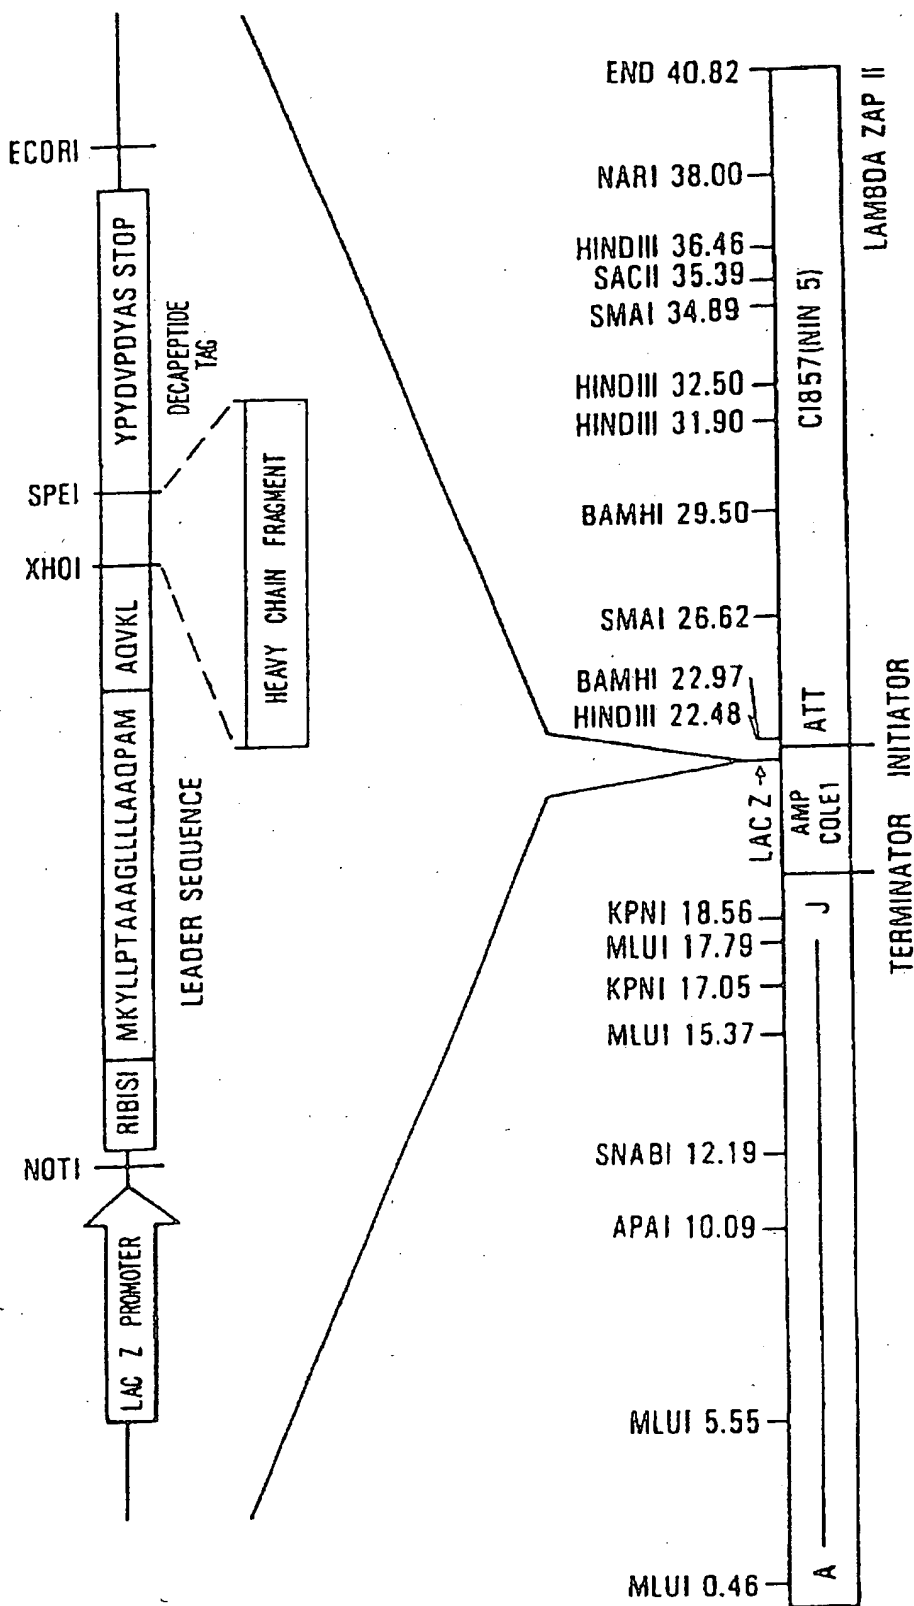 ECORI
YPYDVPDYAS STOP
DECAPEPTIDE
TAG
SPEI
XHOI
HEAVY CHAIN FRAGMENT
AQVKL
MKYLLPTAAAGLLLLAAQPAM
LEADER SEQUENCE
RIBISI
NOTI
LAC Z PROMOTER
END 40.82
NARI 38.00
HINDIII 36.46
SACII 35.39
SMAI 34.89
HINDIII 32.50
HINDIII 31.90
BAMHI 29.50
SMAI 26.62
BAMHI 22.97
HINDIII 22.48
LAC Z
KPNI 18.56
MLUI 17.79
KPNI 17.05
MLUI 15.37
SNABI 12.19
APAI 10.09
MLUI 5.55
MLUI 0.46
CI857(NIN 5)
ATT
AMP
COLE1
J
A
LAMBDA ZAP II
INITIATOR
TERMINATOR